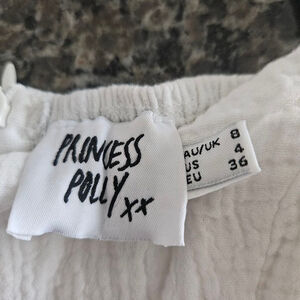 PRINCESS
POLLY xx
AU/UK 8
US 4
EU 36